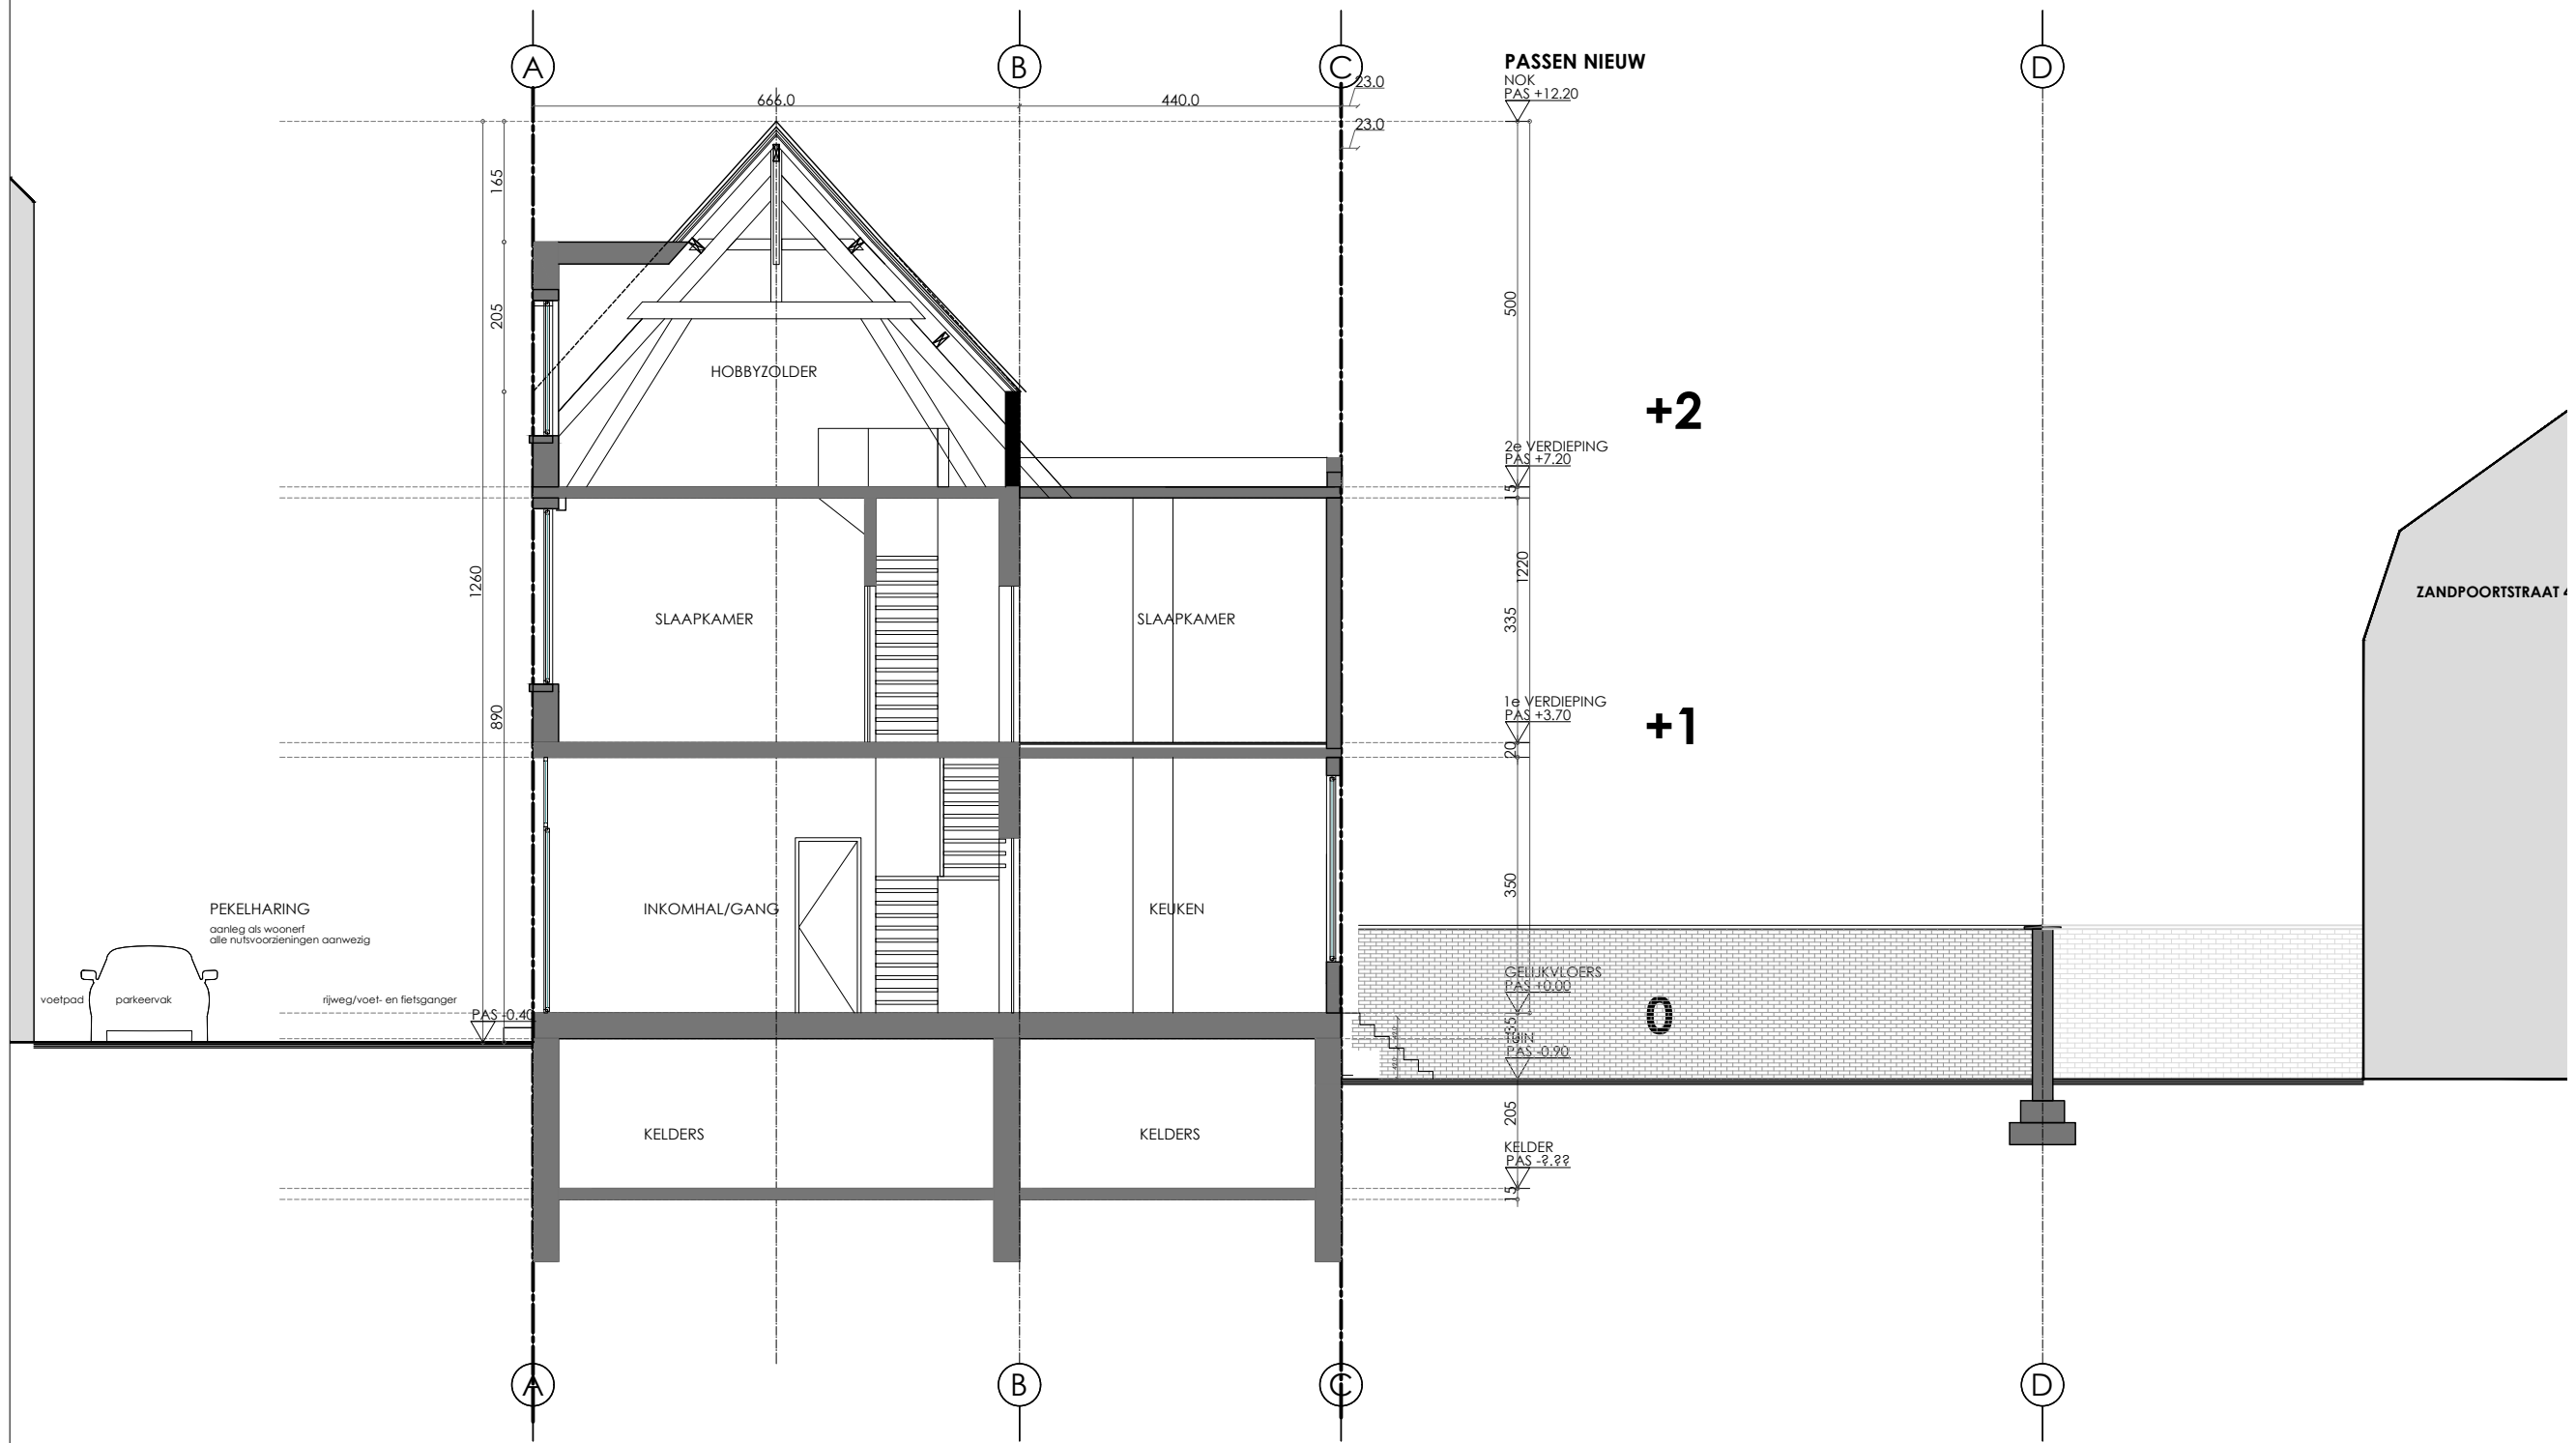 A
B
C
D
PASSEN NIEUW
NOK
PAS +12.20
666.0
440.0
23.0
23.0
165
205
500
HOBBYZOLDER
+2
2e VERDIEPING
PAS +7.20
15
1260
1220
335
SLAAPKAMER
SLAAPKAMER
ZANDPOORTSTRAAT 4
890
1e VERDIEPING
PAS +3.70
+1
20
350
PEKELHARING
aanleg als woonerf
alle nutsvoorzieningen aanwezig
INKOMHAL/GANG
KEUKEN
voetpad
parkeervak
rijweg/voet- en fietsganger
PAS -0.40
GELIJKVLOERS
PAS +0.00
0
35
TUIN
PAS -0.90
205
KELDERS
KELDERS
KELDER
PAS -?.??
15
A
B
C
D